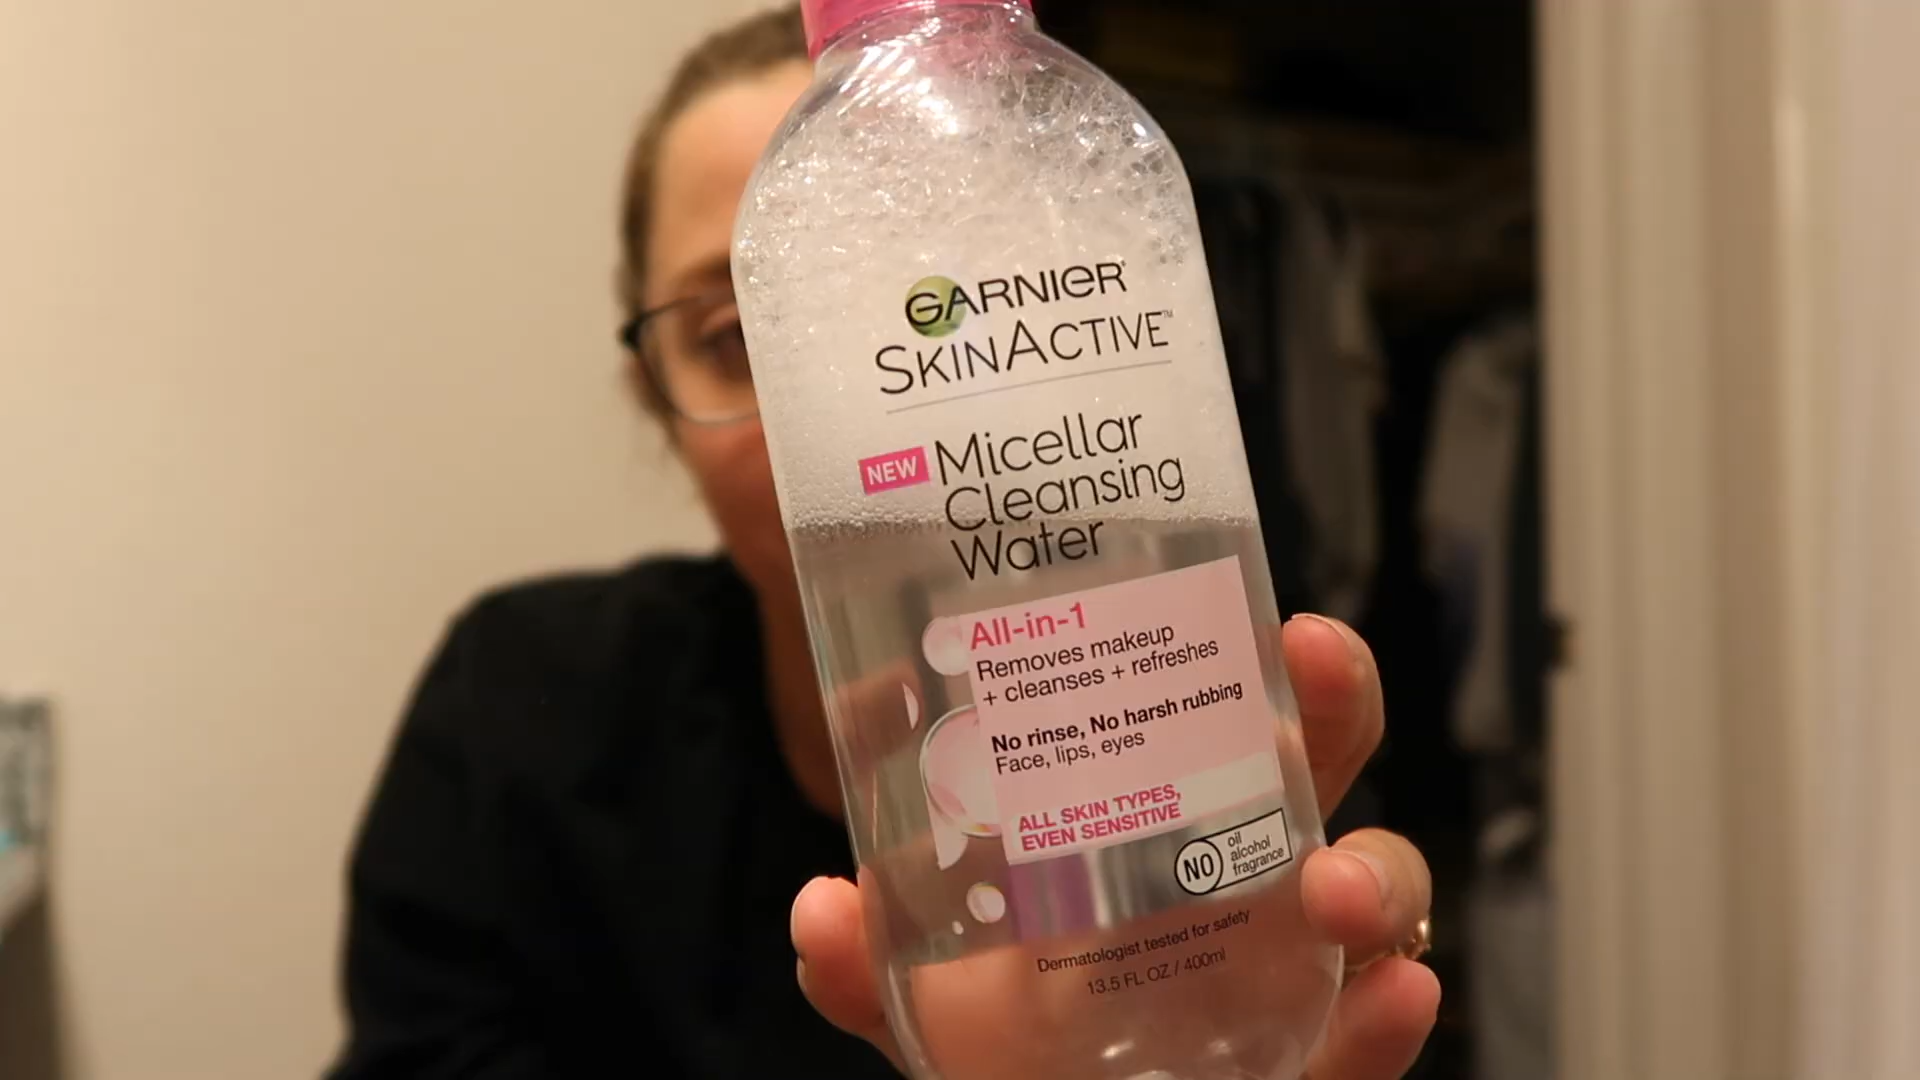 GARNIER
SKINACTIVE™
NEW Micellar
Cleansing
Water
All-in-1
Removes makeup
+ cleanses + refreshes
No rinse, No harsh rubbing
Face, lips, eyes
ALL SKIN TYPES,
EVEN SENSITIVE
NO oil
alcohol
fragrance
Dermatologist tested for safety
13.5 FL OZ / 400ml